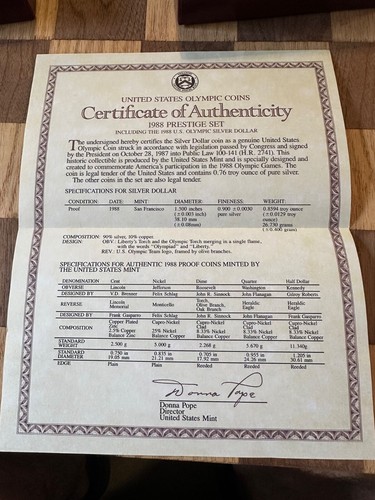 UNITED STATES OLYMPIC COINS
Certificate of Authenticity
1988 PRESTIGE SET
INCLUDING THE 1988 U.S. OLYMPIC SILVER DOLLAR
The undersigned hereby certifies the Silver Dollar coin as a genuine United States
Olympic Coin struck in accordance with legislation passed by Congress and signed
by the President on October 28, 1987 into Public Law 100-141 (H.R. 2741). This
historic collectible is produced by the United States Mint and is specially designed and
created to commemorate America's participation in the 1988 Olympic Games. The
coin is legal tender of the United States and contains 0.76 troy ounce of pure silver.
The other coins in the set are also legal tender.
SPECIFICATIONS FOR SILVER DOLLAR
CONDITION: DATE: MINT: DIAMETER: FINENESS: WEIGHT:
Proof 1988 San Francisco 1.500 inches 0.900 ± 0.0030 0.8594 troy ounce
(±0.003 inch) pure silver (±0.0129 troy
38.10 mm ounce)
(±0.08mm) 26.730 grams
(±0.400 gram)
COMPOSITION: 90% silver, 10% copper
DESIGN: OBV.: Liberty's Torch and the Olympic Torch merging in a single flame,
with the words "Olympiad" and "Liberty."
REV.: U.S. Olympic Team logo, framed by olive branches.
SPECIFICATIONS FOR AUTHENTIC 1988 PROOF COINS MINTED BY
THE UNITED STATES MINT
DENOMINATION Cent Nickel Dime Quarter Half Dollar
OBVERSE Lincoln Jefferson Roosevelt Washington Kennedy
DESIGNED BY V.D. Brenner Felix Schlag John R. Sinnock John Flanagan Gilroy Roberts
REVERSE Lincoln Memorial Monticello Torch, Olive Branch, Oak Branch Heraldic Eagle Heraldic Eagle
DESIGNED BY Frank Gasparro Felix Schlag John R. Sinnock John Flanagan Frank Gasparro
COMPOSITION Copper Plated Zinc 2.5% Copper Balance Zinc Cupro-Nickel 25% Nickel Balance Copper Cupro-Nickel Clad 8.33% Nickel Balance Copper Cupro-Nickel Clad 8.33% Nickel Balance Copper Cupro-Nickel Clad 8.33% Nickel Balance Copper
STANDARD WEIGHT 2.500 g 5.000 g 2.268 g 5.670 g 11.340g
STANDARD DIAMETER 0.750 in 19.05 mm 0.835 in 21.21 mm 0.705 in 17.92 mm 0.955 in 24.26 mm 1.205 in 30.61 mm
EDGE Plain Plain Reeded Reeded Reeded
Donna Pope
Donna Pope
Director
United States Mint